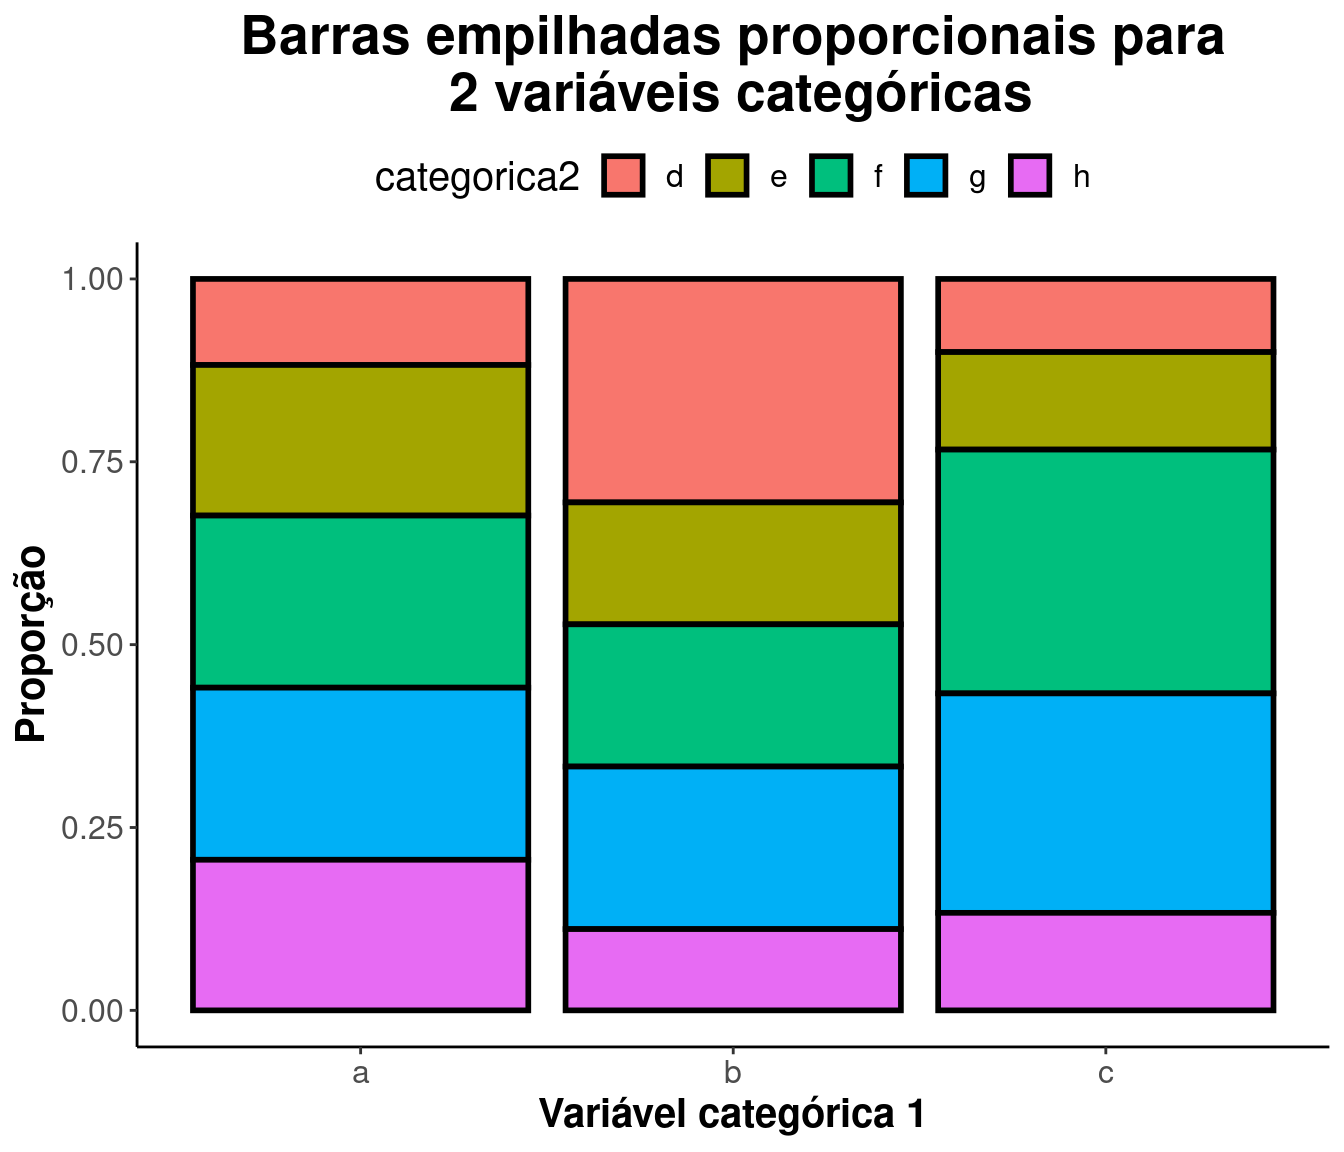 Barras empilhadas proporcionais para
2 variáveis categóricas
categorica2 d e f g h
1.00
0.75
0.50
0.25
0.00
Proporção
a b c
Variável categórica 1